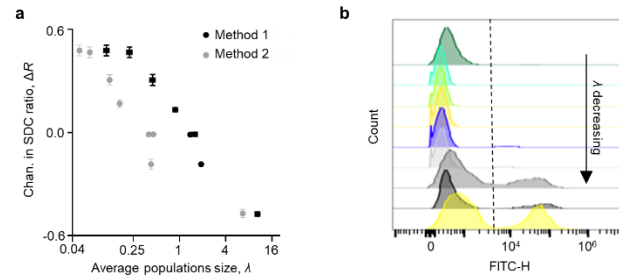 a
b
0.6
0.0
-0.6
Chan. in SDC ratio, ΔR
Method 1
Method 2
0.04
0.25
1
4
16
Average populations size, λ
Count
λ decreasing
0
10⁴
10⁶
FITC-H